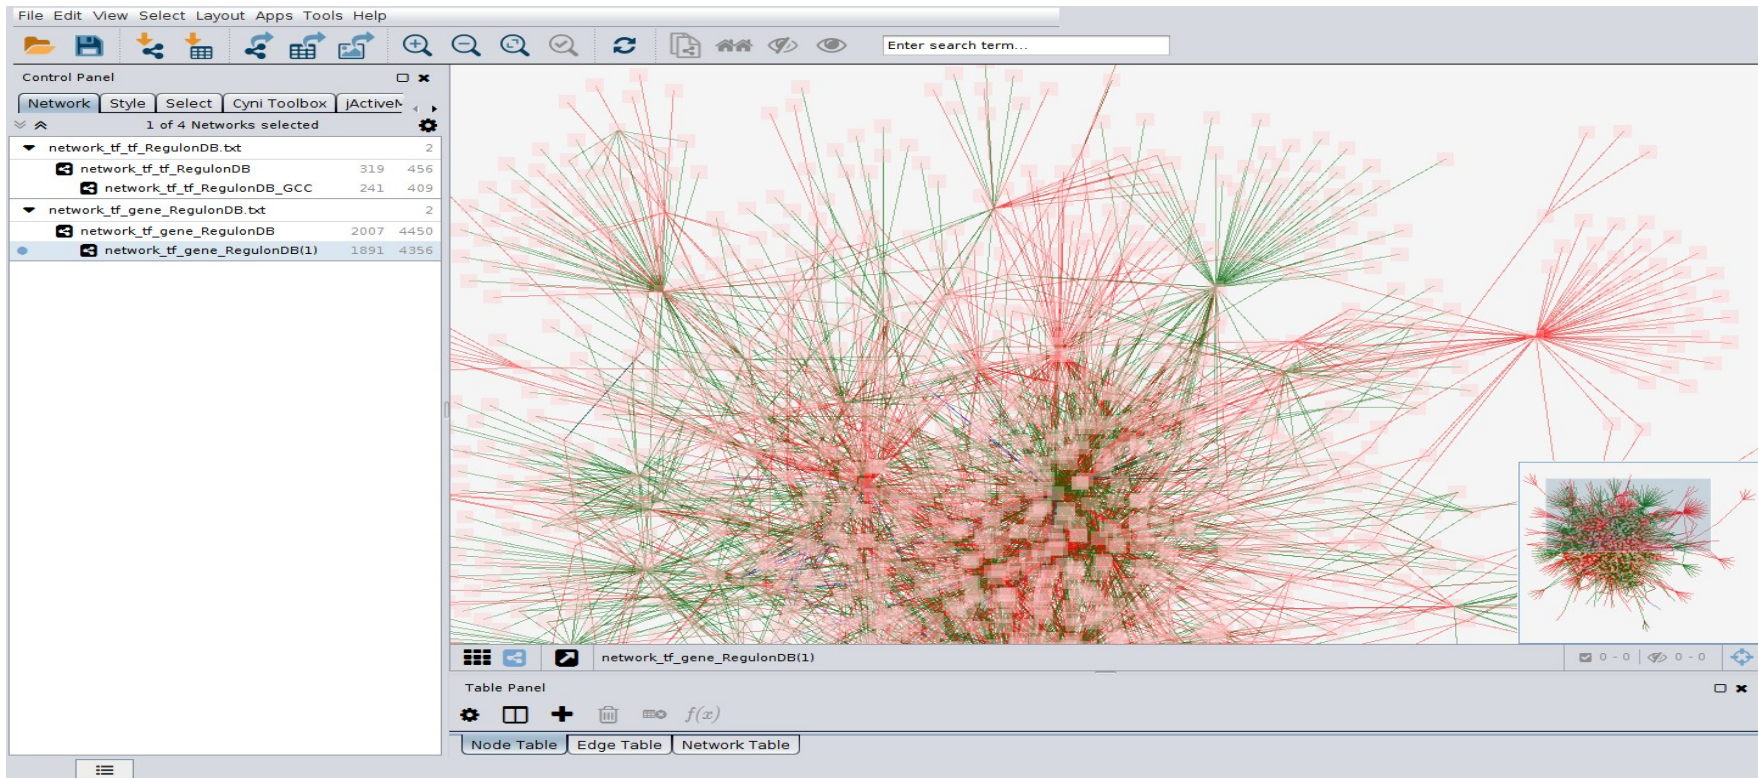 File Edit View Select Layout Apps Tools Help
Enter search term...
Control Panel
Network Style Select Cyni Toolbox jActiveM
1 of 4 Networks selected
network_tf_tf_RegulonDB.txt 2
network_tf_tf_RegulonDB 319 456
network_tf_tf_RegulonDB_GCC 241 409
network_tf_gene_RegulonDB.txt 2
network_tf_gene_RegulonDB 2007 4450
network_tf_gene_RegulonDB(1) 1891 4356
network_tf_gene_RegulonDB(1) 0 - 0 0 - 0
Table Panel
f(x)
Node Table Edge Table Network Table